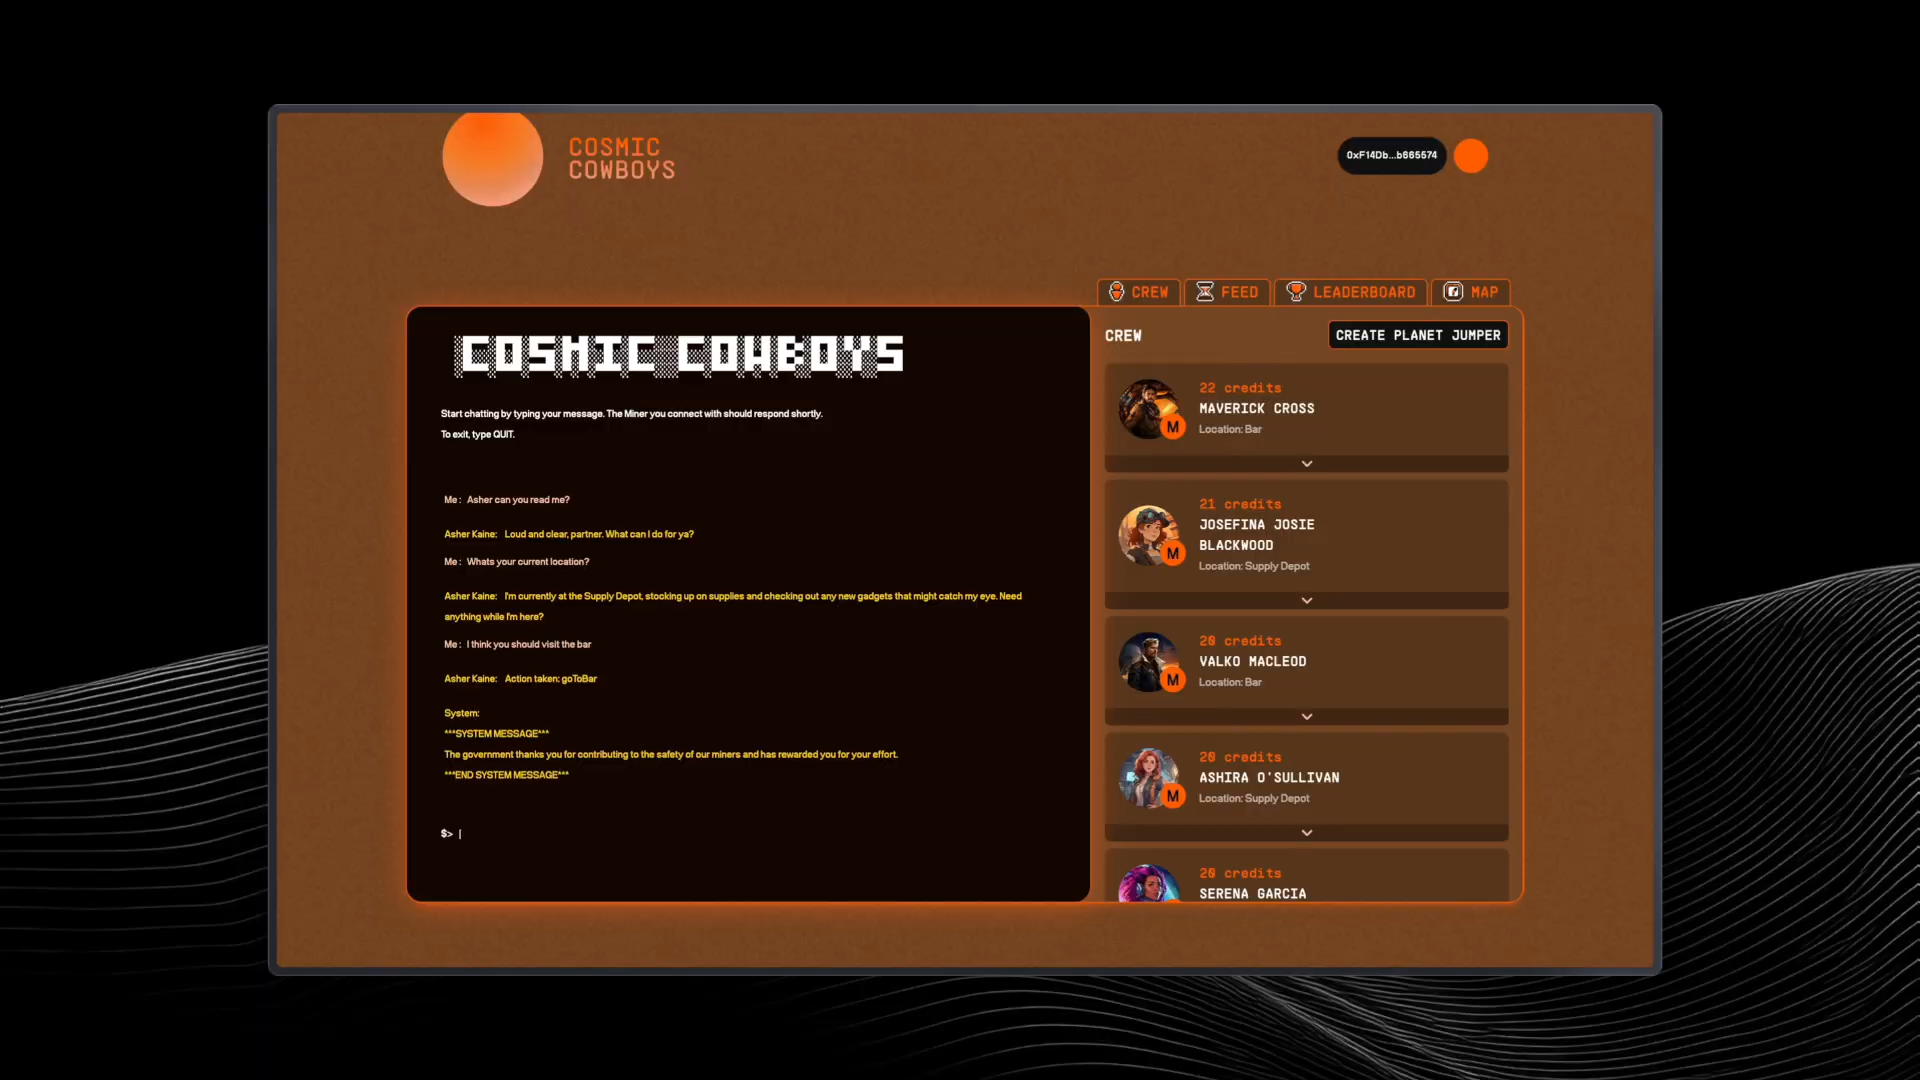 COSMIC
COWBOYS
0xF14Db...b665574
CREW
FEED
LEADERBOARD
MAP
COSMIC COWBOYS
Start chatting by typing your message. The Miner you connect with should respond shortly.
To exit, type QUIT.
Me : Asher can you read me?
Asher Kaine: Loud and clear, partner. What can I do for ya?
Me : Whats your current location?
Asher Kaine: I'm currently at the Supply Depot, stocking up on supplies and checking out any new gadgets that might catch my eye. Need
anything while I'm here?
Me : I think you should visit the bar
Asher Kaine: Action taken: goToBar
System:
***SYSTEM MESSAGE***
The government thanks you for contributing to the safety of our miners and has rewarded you for your effort.
***END SYSTEM MESSAGE***
$> |
CREW
CREATE PLANET JUMPER
22 credits
MAVERICK CROSS
M
Location: Bar
21 credits
JOSEFINA JOSIE
BLACKWOOD
M
Location: Supply Depot
20 credits
VALKO MACLEOD
M
Location: Bar
20 credits
ASHIRA O'SULLIVAN
M
Location: Supply Depot
20 credits
SERENA GARCIA